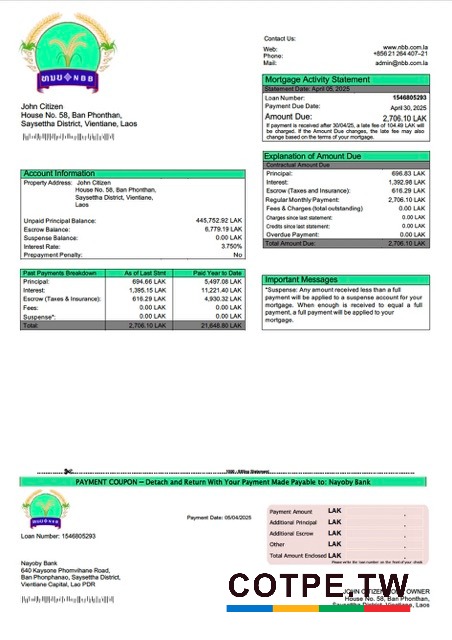 Contact Us:
Web: www.nbb.com.la
Phone: +856 21 264 407–21
Mail: admin@nbb.com.la
NBB
John Citizen
House No. 58, Ban Phonthan,
Saysettha District, Vientiane, Laos
Mortgage Activity Statement
Statement Date: April 05, 2025
Loan Number: 1546805293
Payment Due Date: April 30, 2025
Amount Due: 2,706.10 LAK
If payment is received after 30/04/25, a late fee of 104.49 LAK will
be charged. If the Amount Due changes, the late fee may also
change based on the terms of your mortgage.
Explanation of Amount Due
Contractual Amount Due
Principal: 696.83 LAK
Interest: 1,392.98 LAK
Escrow (Taxes and Insurance): 616.29 LAK
Regular Monthly Payment: 2,706.10 LAK
Fees & Charges (total outstanding) 0.00 LAK
Charges since last statement: 0.00 LAK
Credits since last statement: 0.00 LAK
Overdue Payment: 0.00 LAK
Total Amount Due: 2,706.10 LAK
Account Information
Property Address: John Citizen
House No. 58, Ban Phonthan,
Saysettha District, Vientiane,
Laos
Unpaid Principal Balance: 445,752.92 LAK
Escrow Balance: 6,779.19 LAK
Suspense Balance: 0.00 LAK
Interest Rate: 3.750%
Prepayment Penalty: No
Past Payments Breakdown As of Last Stmt Paid Year to Date
Principal: 694.66 LAK 5,497.08 LAK
Interest: 1,395.15 LAK 11,221.40 LAK
Escrow (Taxes & Insurance): 616.29 LAK 4,930.32 LAK
Fees: 0.00 LAK 0.00 LAK
Suspense*: 0.00 LAK 0.00 LAK
Total: 2,706.10 LAK 21,648.80 LAK
Important Messages
*Suspense: Any amount received less than a full
payment will be applied to a suspense account for your
mortgage. When enough is received to equal a full
payment, a full payment will be applied to your
mortgage.
PAYMENT COUPON – Detach and Return With Your Payment Made Payable to: Nayoby Bank
NBB
Loan Number: 1546805293
Payment Date: 05/04/2025
Payment Amount LAK .
Additional Principal LAK .
Additional Escrow LAK .
Other LAK .
Total Amount Endosed LAK .
Please write the loan number on the front of your check
Nayoby Bank
640 Kaysone Phomvihane Road,
Ban Phonphanao, Saysettha District,
Vientiane Capital, Lao PDR
COTPE.TW
House No. 58, Ban Phonthan,